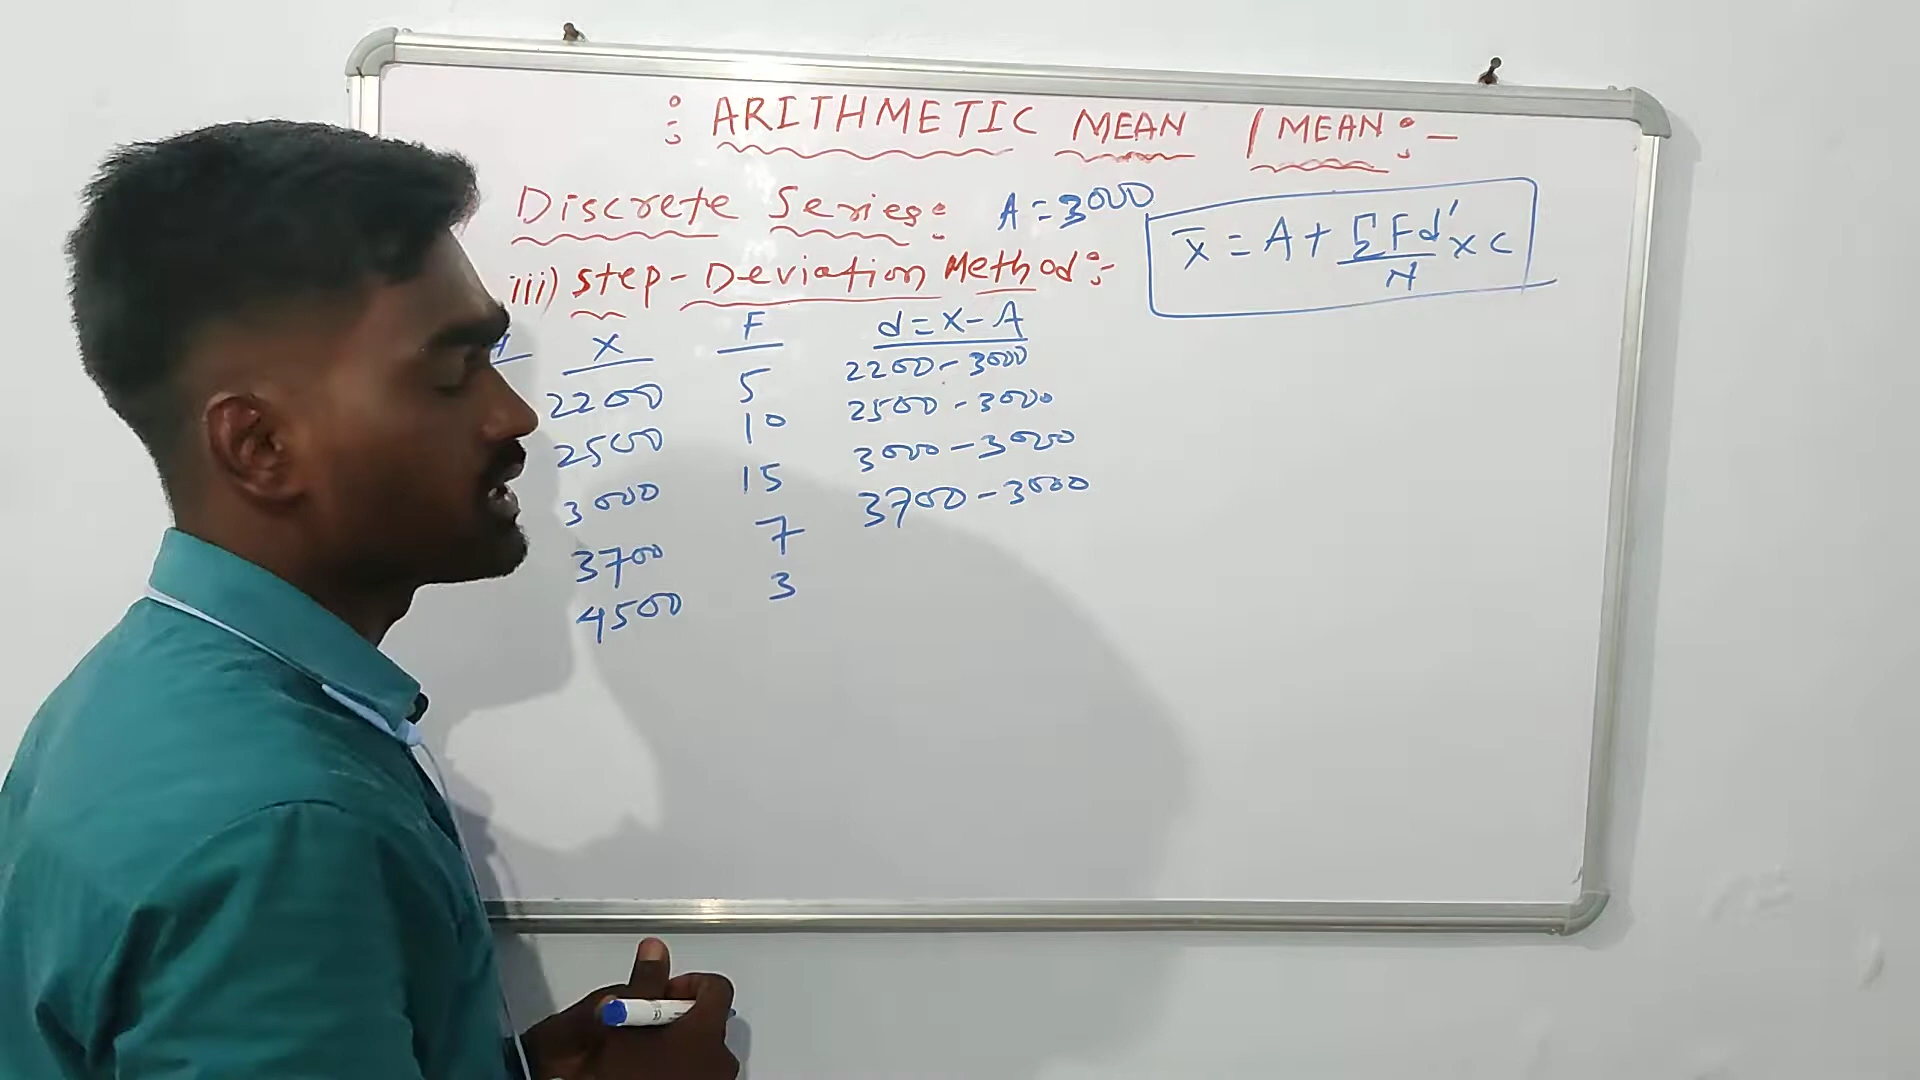 : ARITHMETIC MEAN / MEAN :-
Discrete Series: A = 3000
x̄ = A + ΣFd'/N x c
iii) Step-Deviation Method:-
X F d = X - A
2200 5 2200 - 3000
2500 10 2500 - 3000
3000 15 3000 - 3000
3700 7 3700 - 3000
4500 3